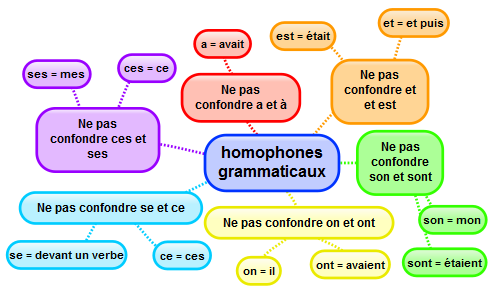 a = avait
est = était
et = et puis
ses = mes
ces = ce
Ne pas
confondre a et à
Ne pas
confondre et
et est
Ne pas
confondre ces et
ses
homophones
grammaticaux
Ne pas
confondre
son et sont
Ne pas confondre se et ce
Ne pas confondre on et ont
son = mon
se = devant un verbe
ce = ces
on = il
ont = avaient
sont = étaient